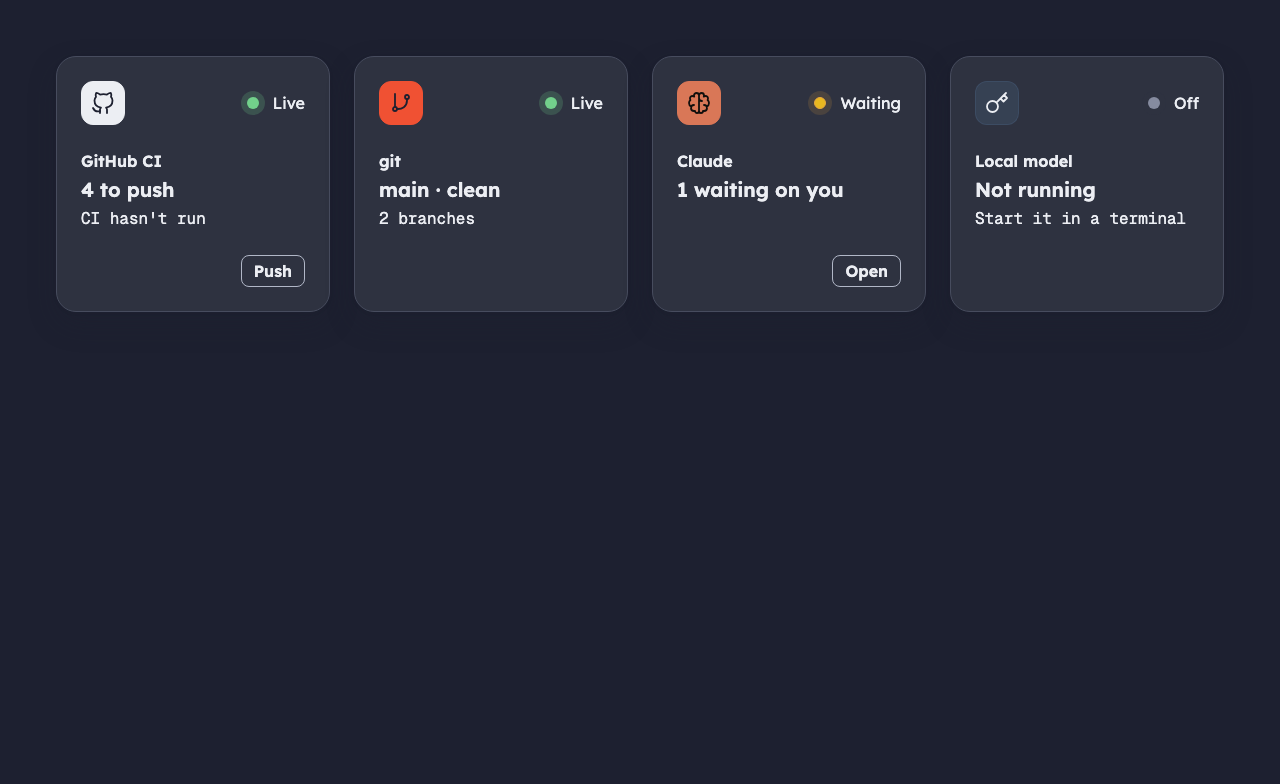 Live
GitHub CI
4 to push
CI hasn't run
Push
Live
git
main · clean
2 branches
Waiting
Claude
1 waiting on you
Open
Off
Local model
Not running
Start it in a terminal